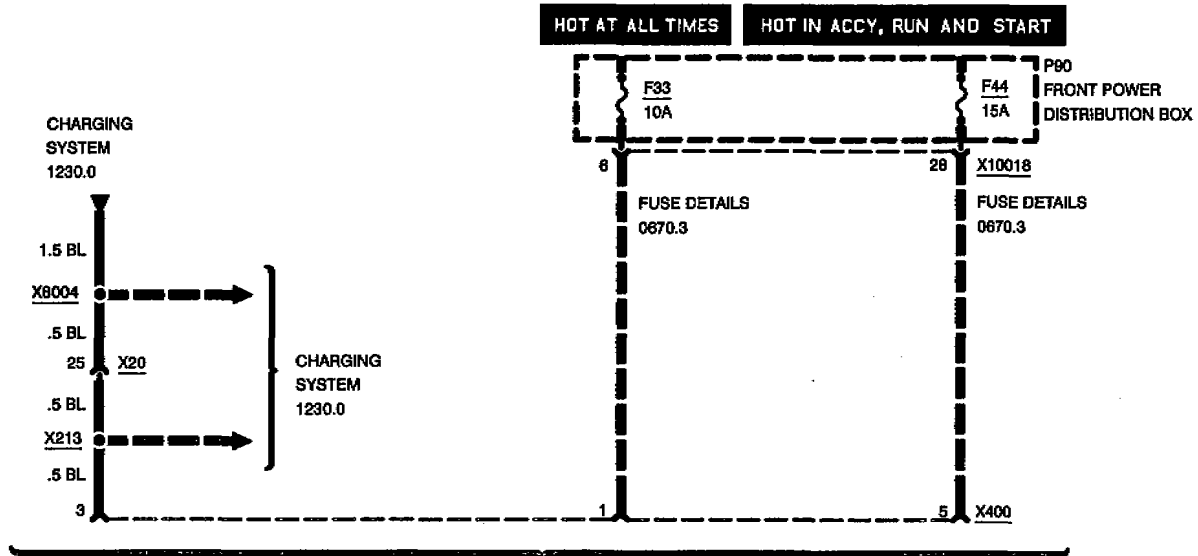 HOT AT ALL TIMES
HOT IN ACCY, RUN AND START
P90
FRONT POWER
DISTRIBUTION BOX
F33
10A
F44
15A
CHARGING
SYSTEM
1230.0
6
28
X10018
FUSE DETAILS
0670.3
FUSE DETAILS
0670.3
1.5 BL
X6004
.5 BL
25
X20
CHARGING
SYSTEM
1230.0
.5 BL
X213
.5 BL
3
1
5
X400